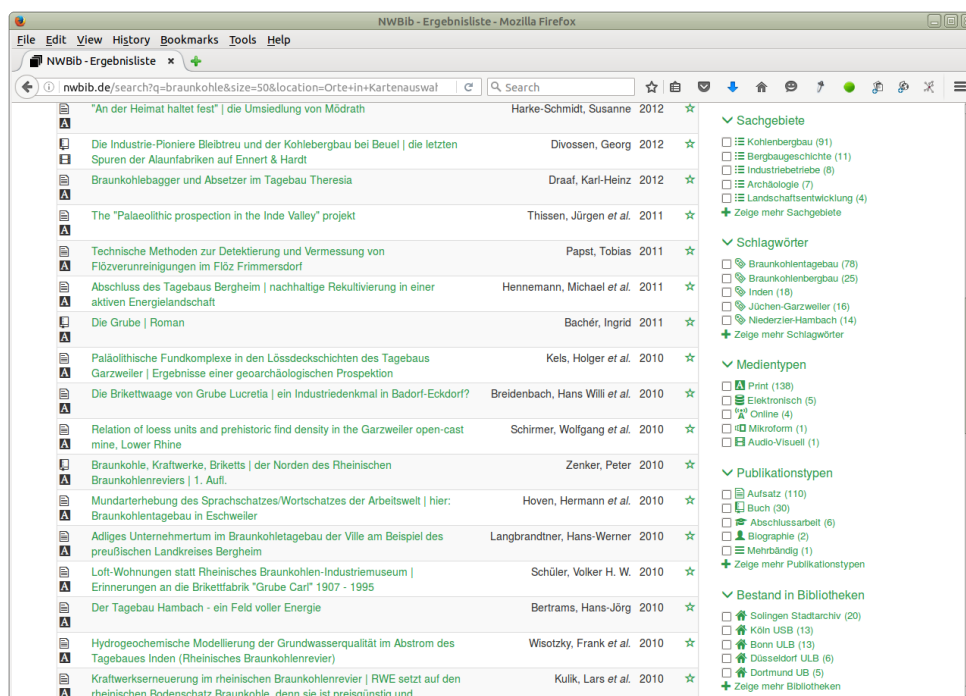 NWBib - Ergebnisliste - Mozilla Firefox
File Edit View History Bookmarks Tools Help
NWBib - Ergebnisliste
nwbib.de/search?q=braunkohle&size=50&location=Orte+in+Kartenauswahl
Search
"An der Heimat haltet fest" | die Umsiedlung von Mödrath Harke-Schmidt, Susanne 2012
Die Industrie-Pioniere Bleibtreu und der Kohlebergbau bei Beuel | die letzten Divossen, Georg 2012
Spuren der Alaunfabriken auf Ennert & Hardt
Braunkohlebagger und Absetzer im Tagebau Theresia Draaf, Karl-Heinz 2012
The "Palaeolithic prospection in the Inde Valley" projekt Thissen, Jürgen et al. 2011
Technische Methoden zur Detektierung und Vermessung von Papst, Tobias 2011
Flözverunreinigungen im Flöz Frimmersdorf
Abschluss des Tagebaus Bergheim | nachhaltige Rekultivierung in einer Hennemann, Michael et al. 2011
aktiven Energielandschaft
Die Grube | Roman Bachér, Ingrid 2011
Paläolithische Fundkomplexe in den Lössdeckschichten des Tagebaus Kels, Holger et al. 2010
Garzweiler | Ergebnisse einer geoarchäologischen Prospektion
Die Brikettwaage von Grube Lucretia | ein Industriedenkmal in Badorf-Eckdorf? Breidenbach, Hans Willi et al. 2010
Relation of loess units and prehistoric find density in the Garzweiler open-cast Schirmer, Wolfgang et al. 2010
mine, Lower Rhine
Braunkohle, Kraftwerke, Briketts | der Norden des Rheinischen Zenker, Peter 2010
Braunkohlenreviers | 1. Aufl.
Mundarterhebung des Sprachschatzes/Wortschatzes der Arbeitswelt | hier: Hoven, Hermann et al. 2010
Braunkohlentagebau in Eschweiler
Adliges Unternehmertum im Braunkohletagebau der Ville am Beispiel des Langbrandtner, Hans-Werner 2010
preußischen Landkreises Bergheim
Loft-Wohnungen statt Rheinisches Braunkohlen-Industriemuseum | Schüler, Volker H. W. 2010
Erinnerungen an die Brikettfabrik "Grube Carl" 1907 - 1995
Der Tagebau Hambach - ein Feld voller Energie Bertrams, Hans-Jörg 2010
Hydrogeochemische Modellierung der Grundwasserqualität im Abstrom des Wisotzky, Frank et al. 2010
Tagebaues Inden (Rheinisches Braunkohlenrevier)
Kraftwerkserneuerung im rheinischen Braunkohlenrevier | RWE setzt auf den Kulik, Lars et al. 2010
rheinischen Bodenschatz Braunkohle, denn sie ist preisgünstig und
Sachgebiete
Kohlenbergbau (91)
Bergbaugeschichte (11)
Industriebetriebe (8)
Archäologie (7)
Landschaftsentwicklung (4)
Zeige mehr Sachgebiete
Schlagwörter
Braunkohlentagebau (78)
Braunkohlenbergbau (25)
Inden (18)
Jüchen-Garzweiler (16)
Niederzier-Hambach (14)
Zeige mehr Schlagwörter
Medientypen
Print (138)
Elektronisch (5)
Online (4)
Mikroform (1)
Audio-Visuell (1)
Publikationstypen
Aufsatz (110)
Buch (30)
Abschlussarbeit (6)
Biographie (2)
Mehrbändig (1)
Zeige mehr Publikationstypen
Bestand in Bibliotheken
Solingen Stadtarchiv (20)
Köln USB (13)
Bonn ULB (13)
Düsseldorf ULB (6)
Dortmund UB (5)
Zeige mehr Bibliotheken